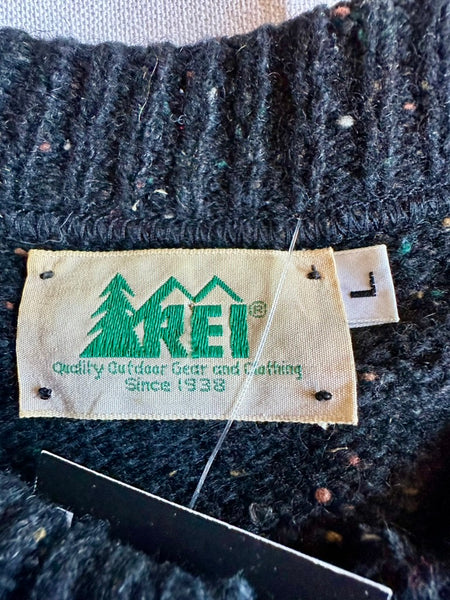 REI®
Quality Outdoor Gear and Clothing
Since 1938
L